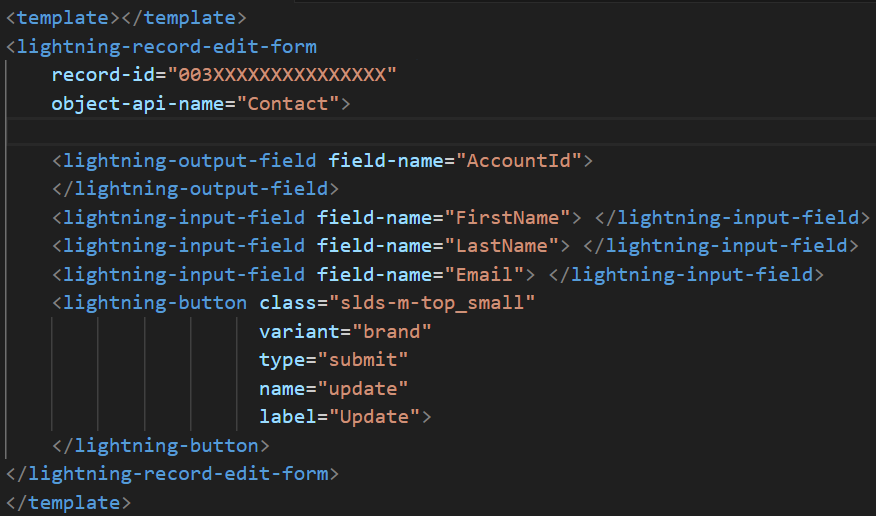 <template></template>
<lightning-record-edit-form
    record-id="003XXXXXXXXXXXXXXX"
    object-api-name="Contact">

    <lightning-output-field field-name="AccountId">
    </lightning-output-field>
    <lightning-input-field field-name="FirstName"> </lightning-input-field>
    <lightning-input-field field-name="LastName"> </lightning-input-field>
    <lightning-input-field field-name="Email"> </lightning-input-field>
    <lightning-button class="slds-m-top_small"
                      variant="brand"
                      type="submit"
                      name="update"
                      label="Update">
    </lightning-button>
</lightning-record-edit-form>
</template>